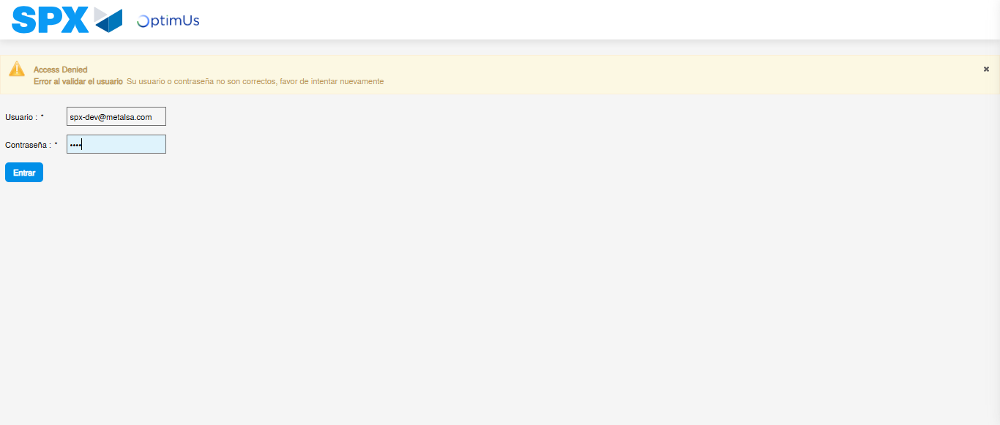 SPX OptimUs
Access Denied
Error al validar el usuario Su usuario o contraseña no son correctos, favor de intentar nuevamente
Usuario : * spx-dev@metalsa.com
Contraseña : * ••••
Entrar